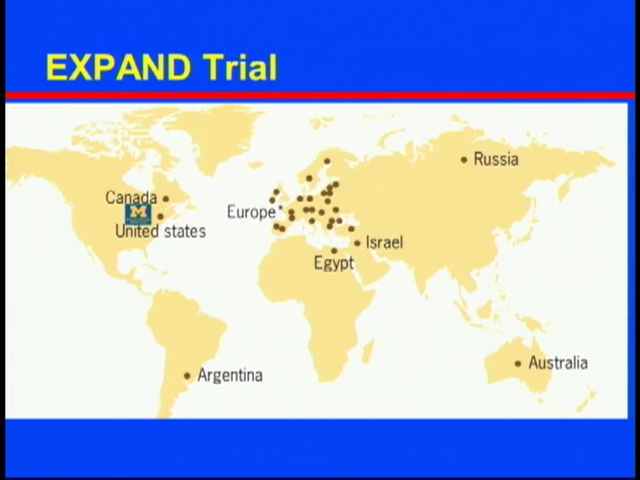 EXPAND Trial
Russia
Canada
M
Europe*
United states
Israel
Egypt
Australia
Argentina